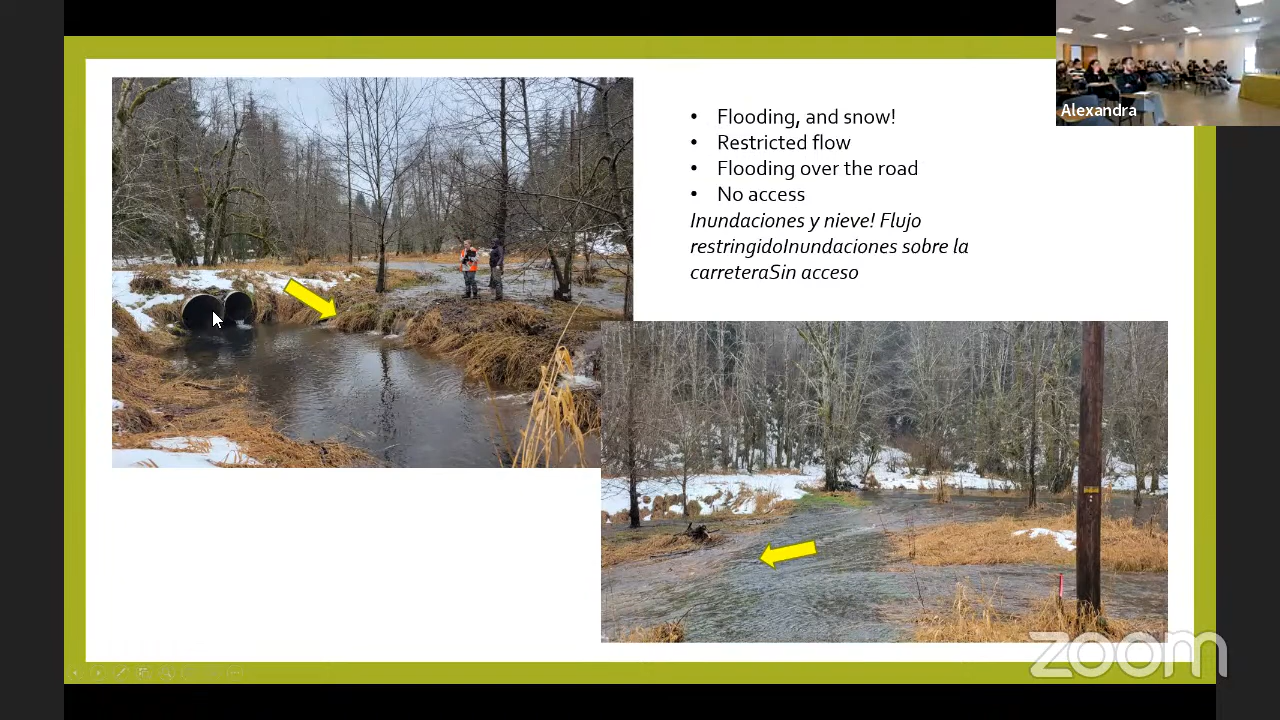 Alexandra
• Flooding, and snow!
• Restricted flow
• Flooding over the road
• No access
Inundaciones y nieve! Flujo
restringidoInundaciones sobre la
carreteraSin acceso
zoom